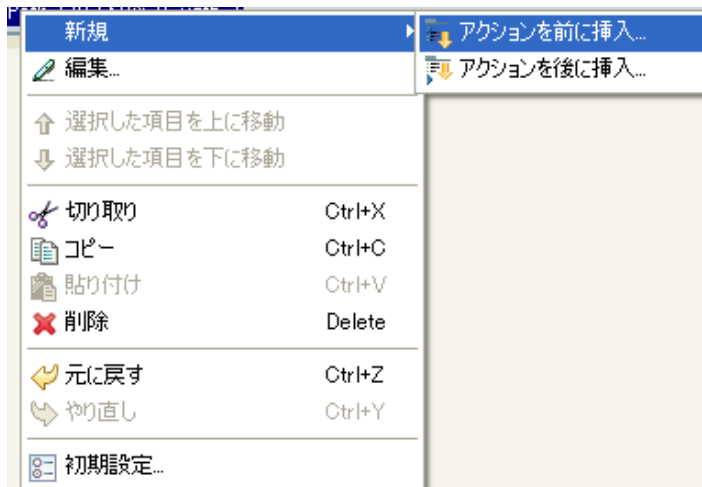 新規
アクションを前に挿入...
編集...
アクションを後に挿入...
選択した項目を上に移動
選択した項目を下に移動
切り取り Ctrl+X
コピー Ctrl+C
貼り付け Ctrl+V
削除 Delete
元に戻す Ctrl+Z
やり直し Ctrl+Y
初期設定...